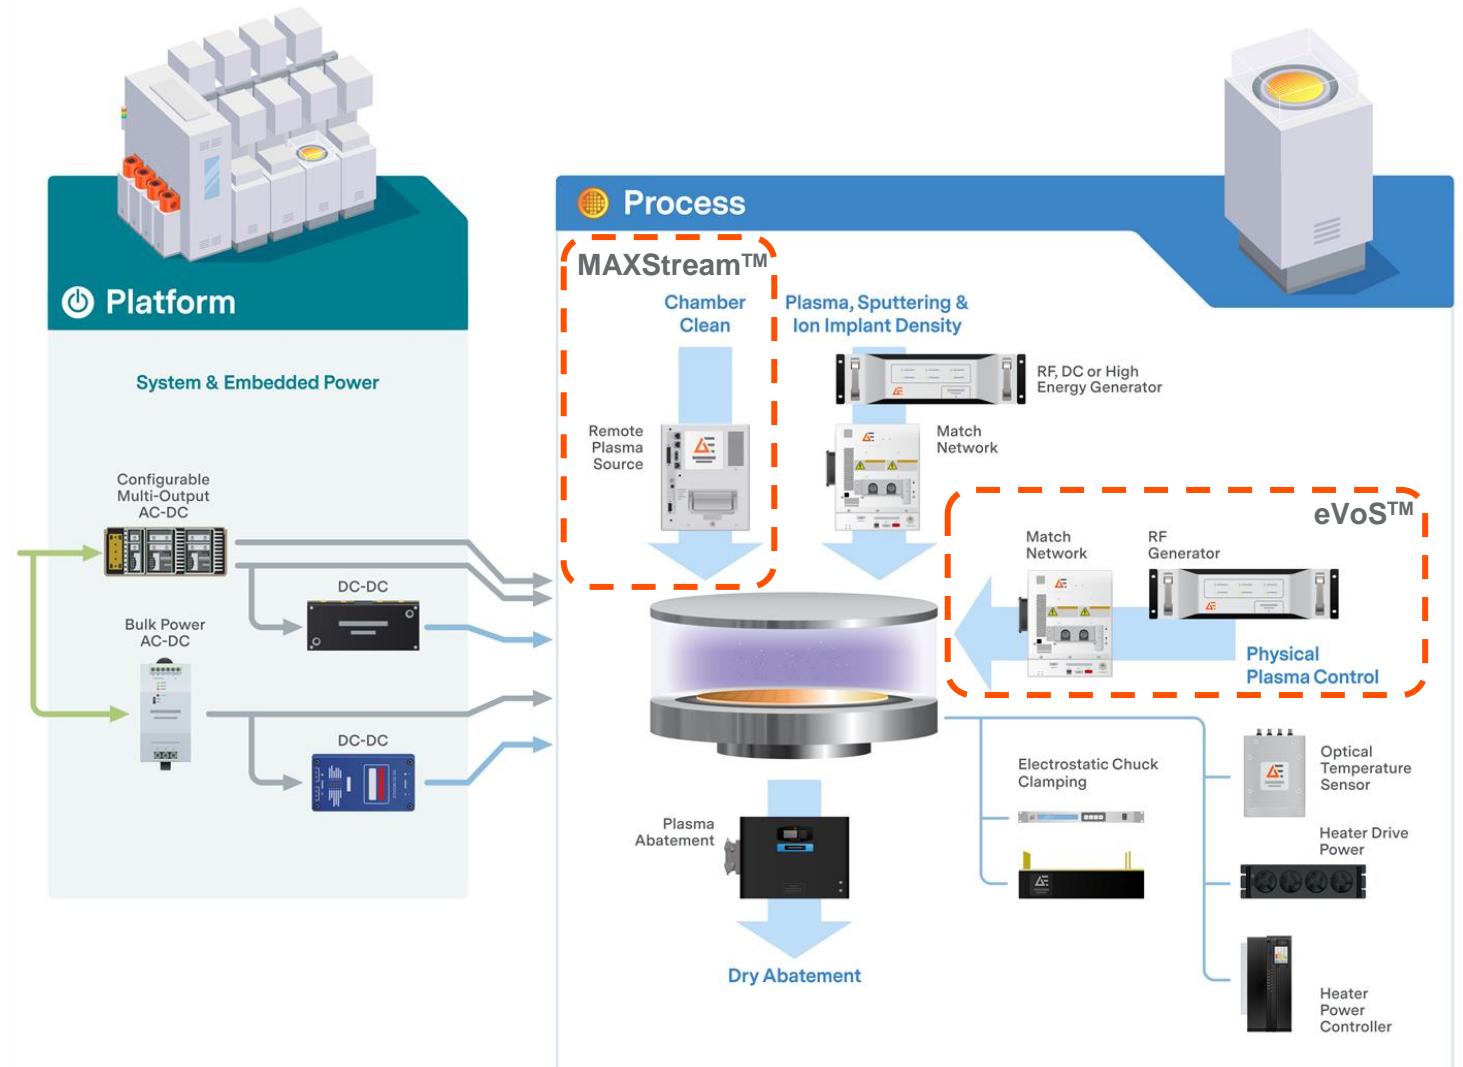 Platform
System & Embedded Power
Configurable
Multi-Output
AC-DC
DC-DC
Bulk Power
AC-DC
DC-DC
Process
MAXStream™
Chamber
Clean
Remote
Plasma
Source
Plasma, Sputtering &
Ion Implant Density
RF, DC or High
Energy Generator
Match
Network
eVoS™
Match
Network
RF
Generator
Physical
Plasma Control
Electrostatic Chuck
Clamping
Optical
Temperature
Sensor
Heater Drive
Power
Heater
Power
Controller
Plasma
Abatement
Dry Abatement